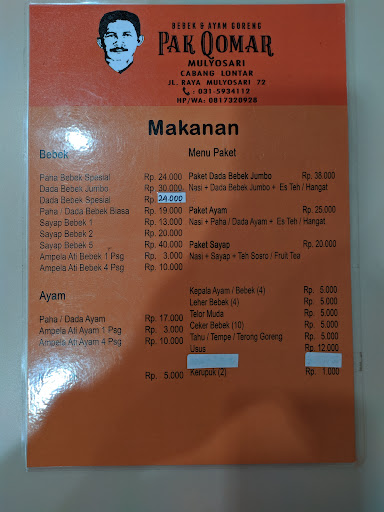 BEBEK & AYAM GORENG
PAK QOMAR
MULYOSARI
CABANG LONTAR
JL. RAYA MULYOSARI 72
: 031-5934112
HP/WA: 0817320928
Makanan
Bebek
Paha Bebek Spesial Rp. 24.000
Dada Bebek Jumbo Rp. 30.000
Dada Bebek Spesial Rp. 24.000
Paha / Dada Bebek Biasa Rp. 19.000
Sayap Bebek 1 Rp. 13.000
Sayap Bebek 2 Rp. 20.000
Sayap Bebek 5 Rp. 40.000
Ampela Ati Bebek 1 Psg Rp. 3.000
Ampela Ati Bebek 4 Psg Rp. 10.000
Ayam
Paha / Dada Ayam Rp. 17.000
Ampela Ati Ayam 1 Psg Rp. 3.000
Ampela Ati Ayam 4 Psg Rp. 10.000
Rp. 5.000
Menu Paket
Paket Dada Bebek Jumbo Rp. 38.000
Nasi + Dada Bebek Jumbo + Es Teh / Hangat
Paket Ayam Rp. 25.000
Nasi + Paha / Dada Ayam + Es Teh / Hangat
Paket Sayap Rp. 20.000
Nasi + Sayap + Teh Sosro / Fruit Tea
Kepala Ayam / Bebek (4) Rp. 5.000
Leher Bebek (4) Rp. 5.000
Telor Muda Rp. 5.000
Ceker Bebek (10) Rp. 5.000
Tahu / Tempe / Terong Goreng Rp. 5.000
Usus Rp. 12.000
Kerupuk (2) Rp. 1.000